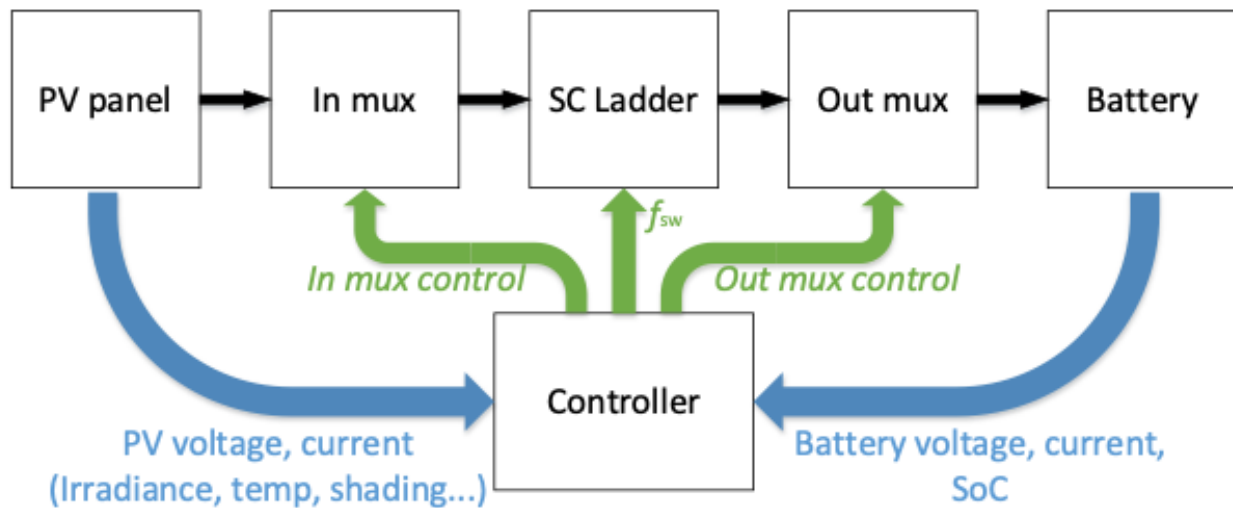 PV panel
In mux
SC Ladder
Out mux
Battery
fsw
In mux control
Out mux control
Controller
PV voltage, current
(Irradiance, temp, shading...)
Battery voltage, current,
SoC